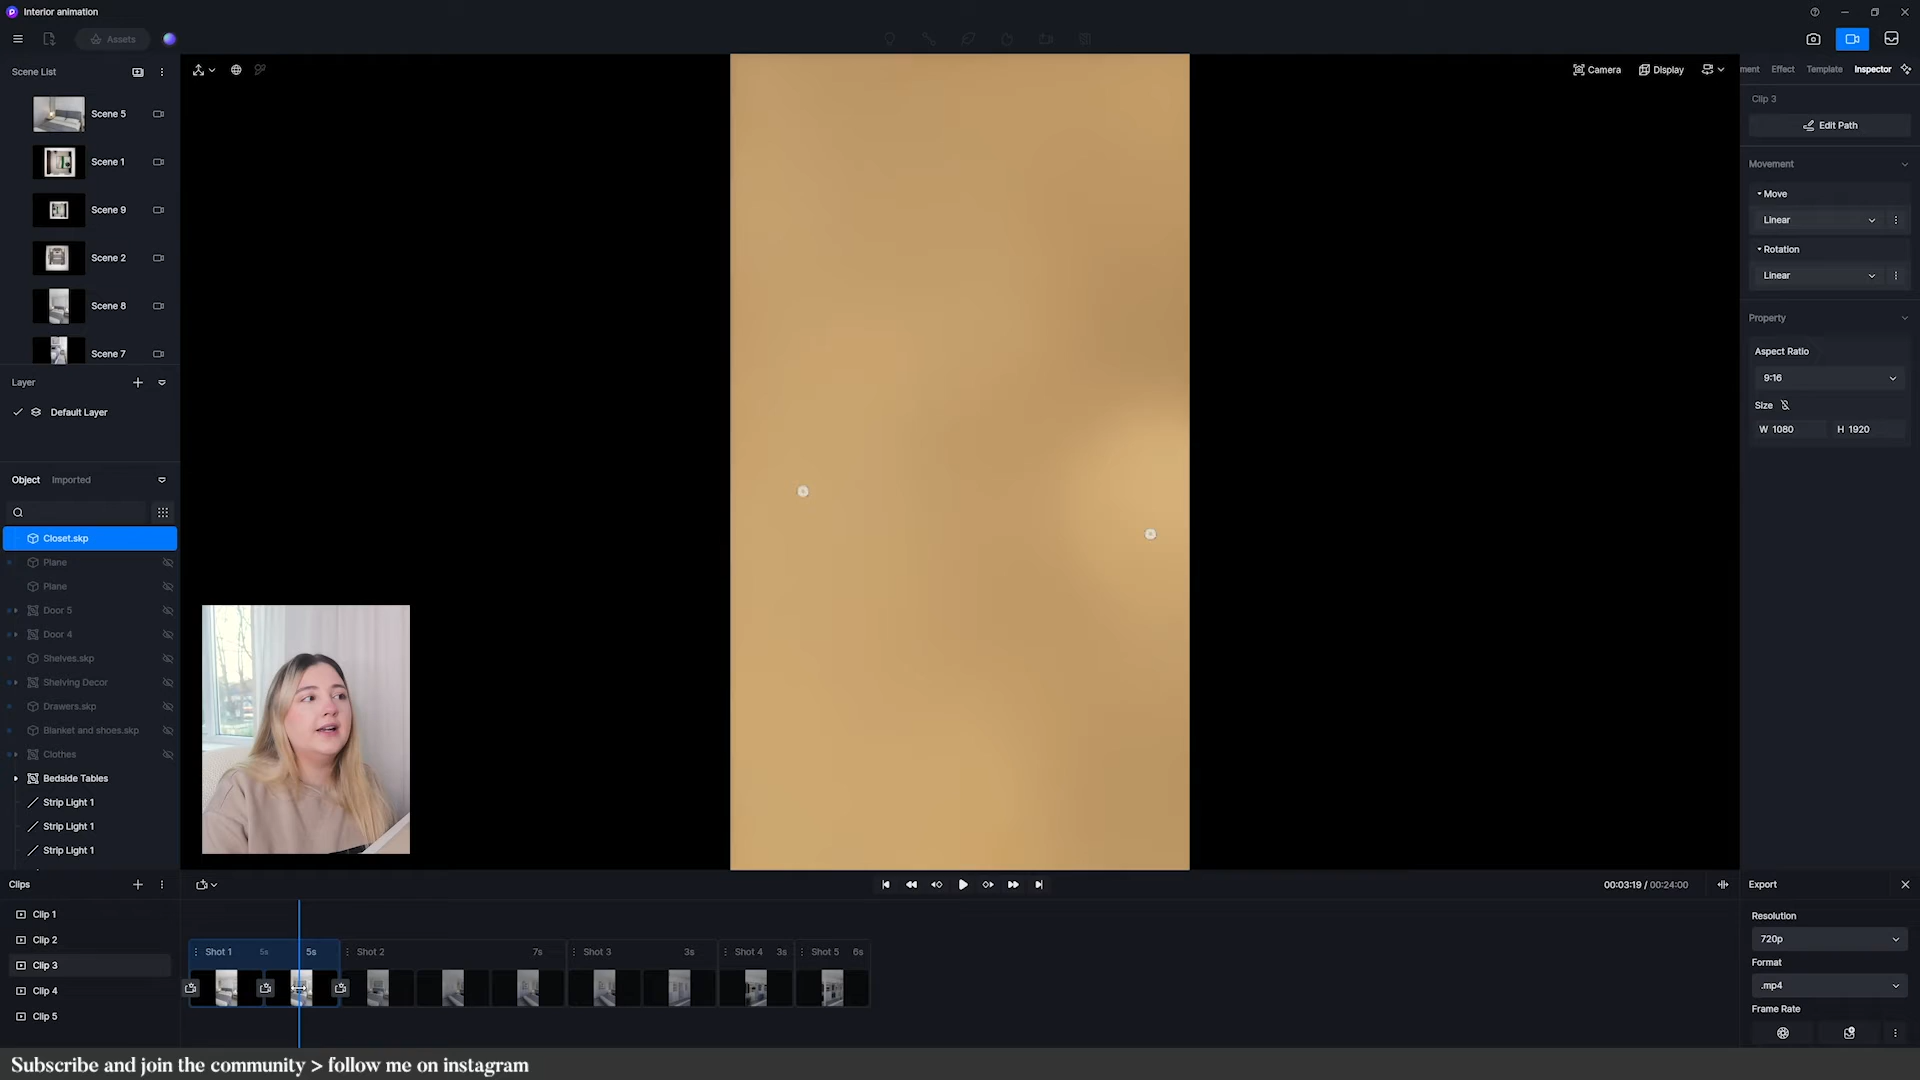 Interior animation
Assets
Scene List
Scene 5
Scene 1
Scene 9
Scene 2
Scene 8
Scene 7
Layer
Default Layer
Object Imported
Closet.skp
Plane
Plane
Door 5
Door 4
Shelves.skp
Shelving Decor
Drawers.skp
Blanket and shoes.skp
Clothes
Bedside Tables
Strip Light 1
Strip Light 1
Strip Light 1
Camera Display
ment Effect Template Inspector
Clip 3
Edit Path
Movement
Move
Linear
Rotation
Linear
Property
Aspect Ratio
9:16
Size
W 1080 H 1920
Clips
Clip 1
Clip 2
Clip 3
Clip 4
Clip 5
00:03:19 / 00:24:00
Shot 1 5s 5s Shot 2 7s Shot 3 3s Shot 4 3s Shot 5 6s
Export
Resolution
720p
Format
.mp4
Frame Rate
Subscribe and join the community > follow me on instagram